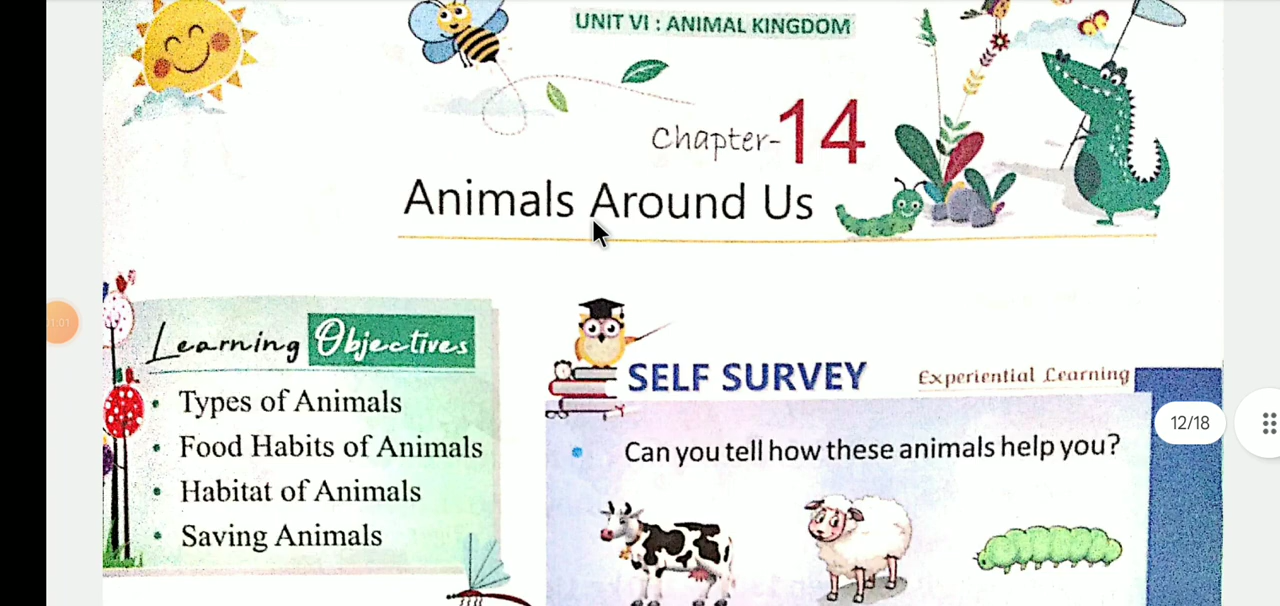 UNIT VI : ANIMAL KINGDOM
Chapter-14
Animals Around Us
Learning Objectives
• Types of Animals
• Food Habits of Animals
• Habitat of Animals
• Saving Animals
SELF SURVEY
Experiential Learning
• Can you tell how these animals help you?
12/18